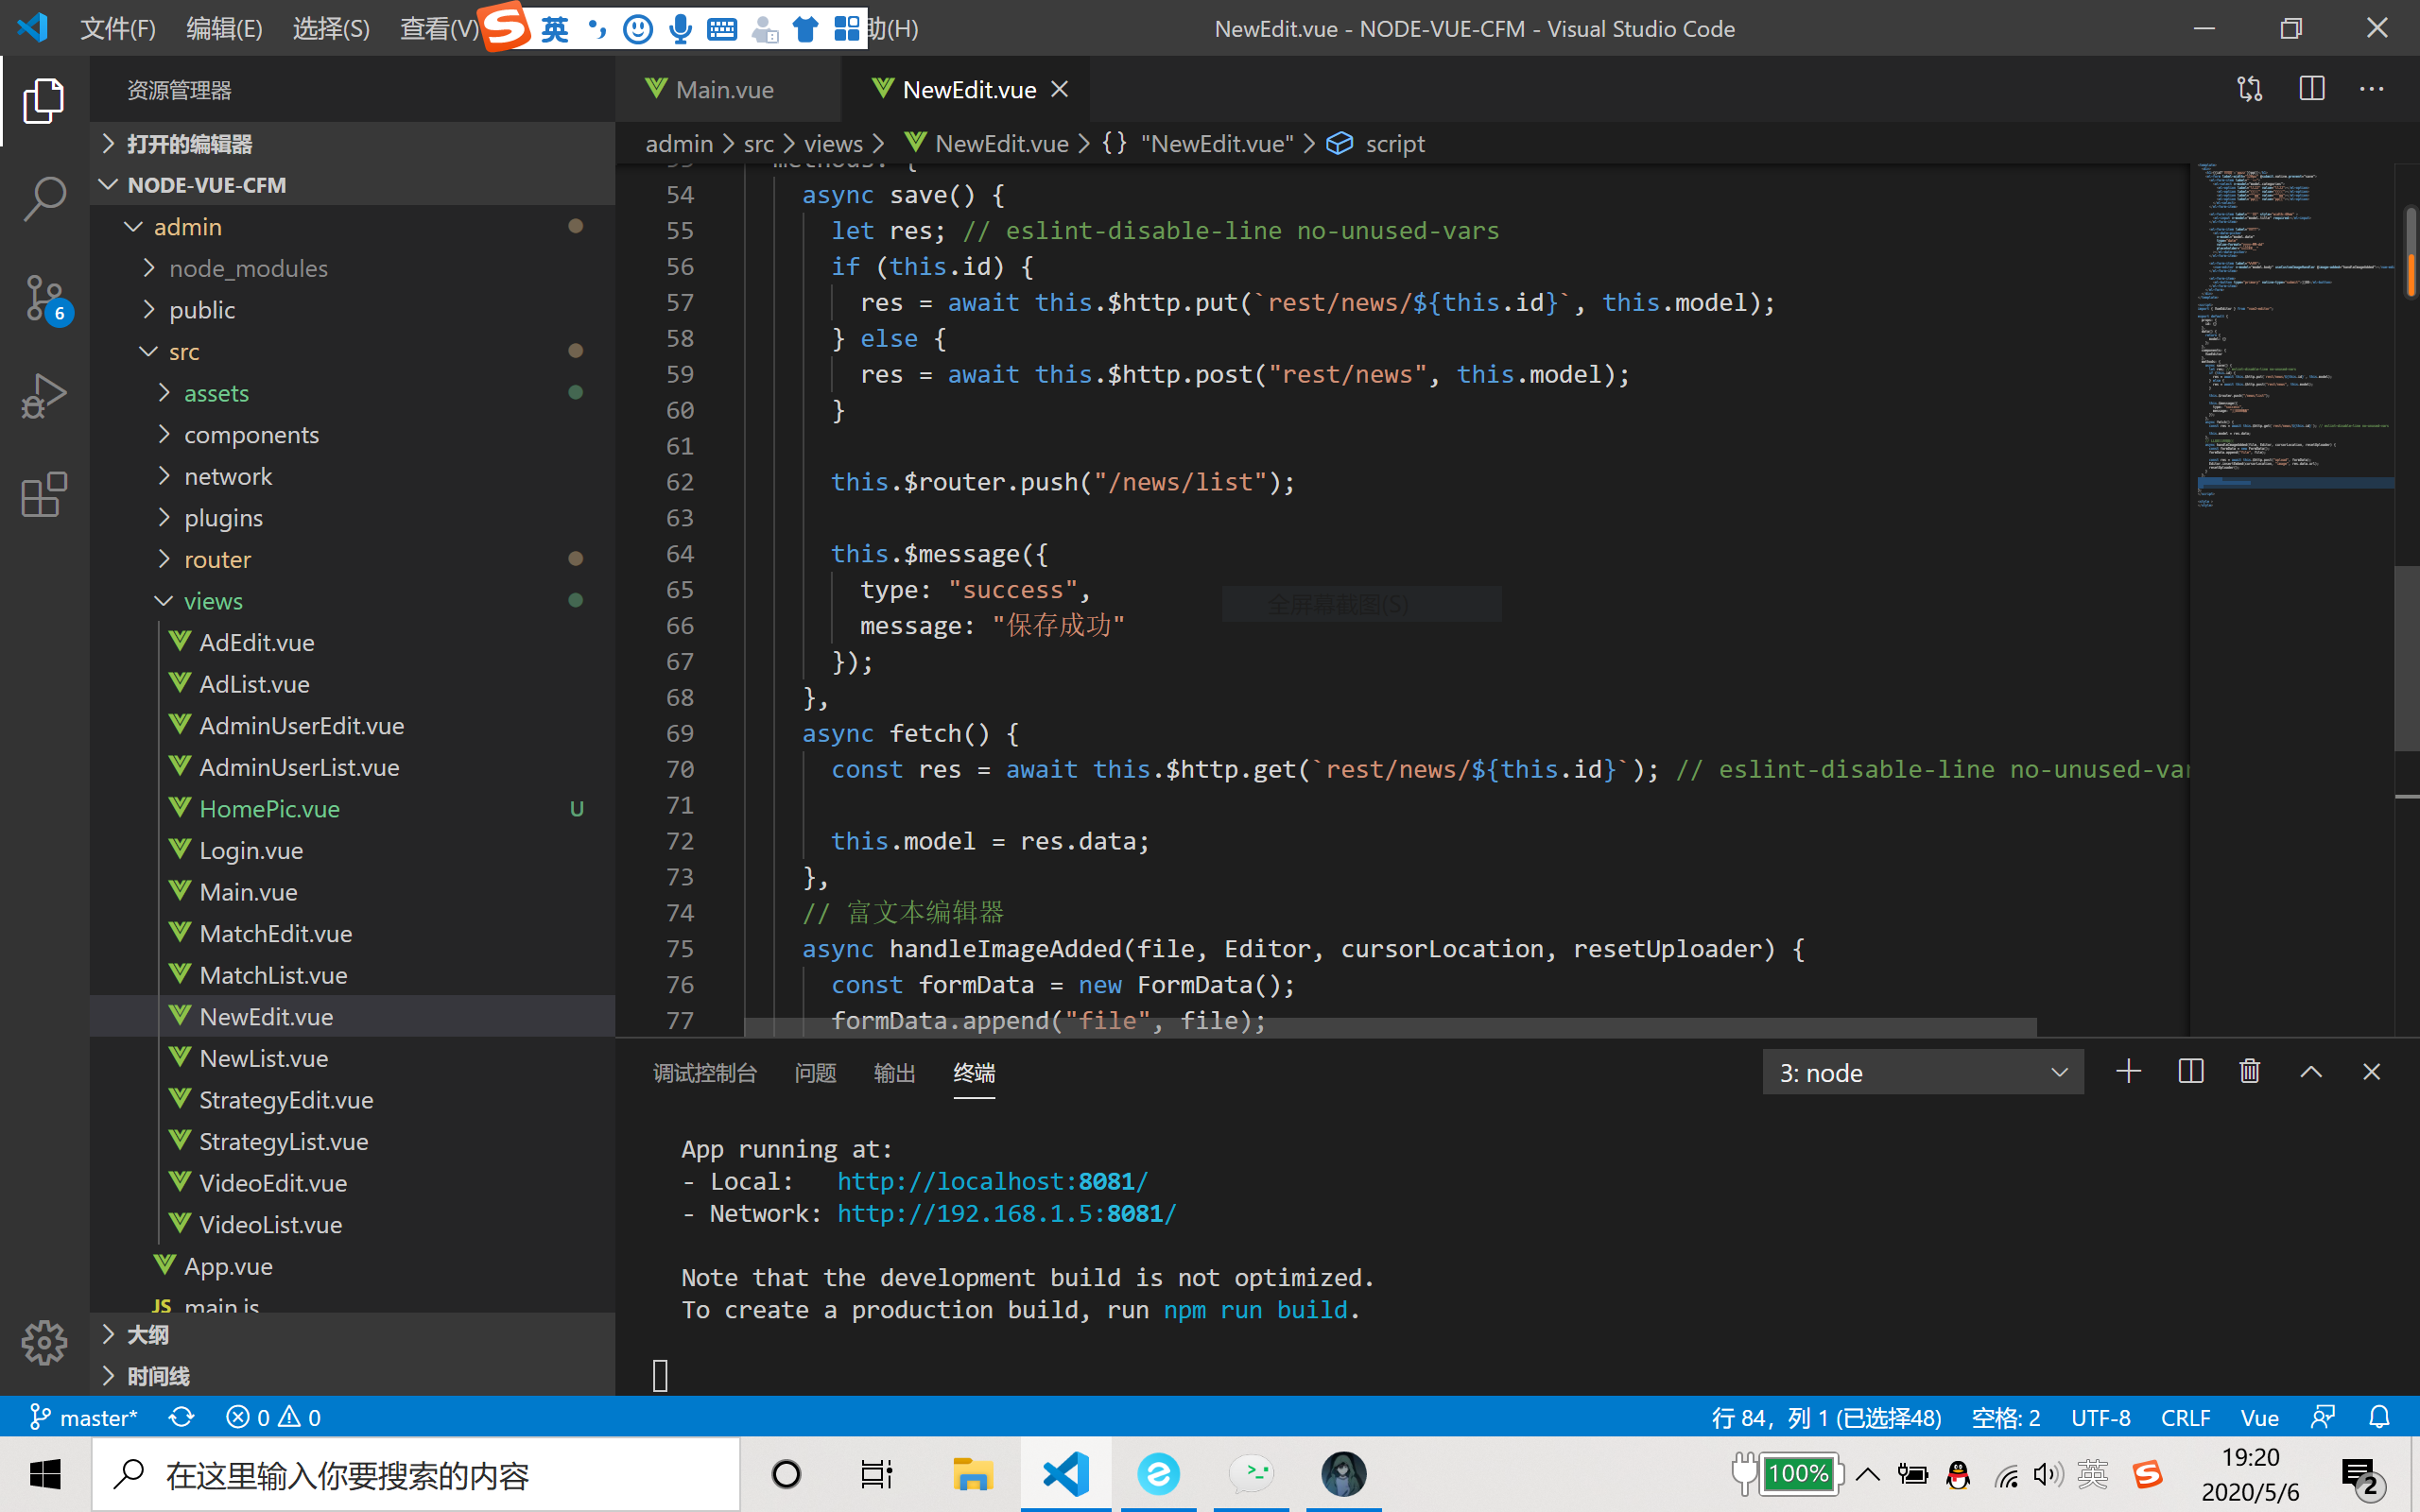 文件(F) 编辑(E) 选择(S) 查看(V) 英 助(H) NewEdit.vue - NODE-VUE-CFM - Visual Studio Code
资源管理器
打开的编辑器
NODE-VUE-CFM
admin
node_modules
public
src
assets
components
network
plugins
router
views
AdEdit.vue
AdList.vue
AdminUserEdit.vue
AdminUserList.vue
HomePic.vue U
Login.vue
Main.vue
MatchEdit.vue
MatchList.vue
NewEdit.vue
NewList.vue
StrategyEdit.vue
StrategyList.vue
VideoEdit.vue
VideoList.vue
App.vue
JS main.js
大纲
时间线
6
Main.vue NewEdit.vue
admin > src > views > NewEdit.vue > {} "NewEdit.vue" > script
53 methods: {
54 async save() {
55 let res; // eslint-disable-line no-unused-vars
56 if (this.id) {
57 res = await this.$http.put(`rest/news/${this.id}`, this.model);
58 } else {
59 res = await this.$http.post("rest/news", this.model);
60 }
61
62 this.$router.push("/news/list");
63
64 this.$message({
65 type: "success",
66 message: "保存成功"
67 });
68 },
69 async fetch() {
70 const res = await this.$http.get(`rest/news/${this.id}`); // eslint-disable-line no-unused-var
71
72 this.model = res.data;
73 },
74 // 富文本编辑器
75 async handleImageAdded(file, Editor, cursorLocation, resetUploader) {
76 const formData = new FormData();
77 formData.append("file", file);
全屏幕截图(S)
调试控制台 问题 输出 终端 3: node
App running at:
- Local: http://localhost:8081/
- Network: http://192.168.1.5:8081/
Note that the development build is not optimized.
To create a production build, run npm run build.
master* 0 0 行 84, 列 1 (已选择48) 空格: 2 UTF-8 CRLF Vue
在这里输入你要搜索的内容 100% 英 19:20
2020/5/6 2